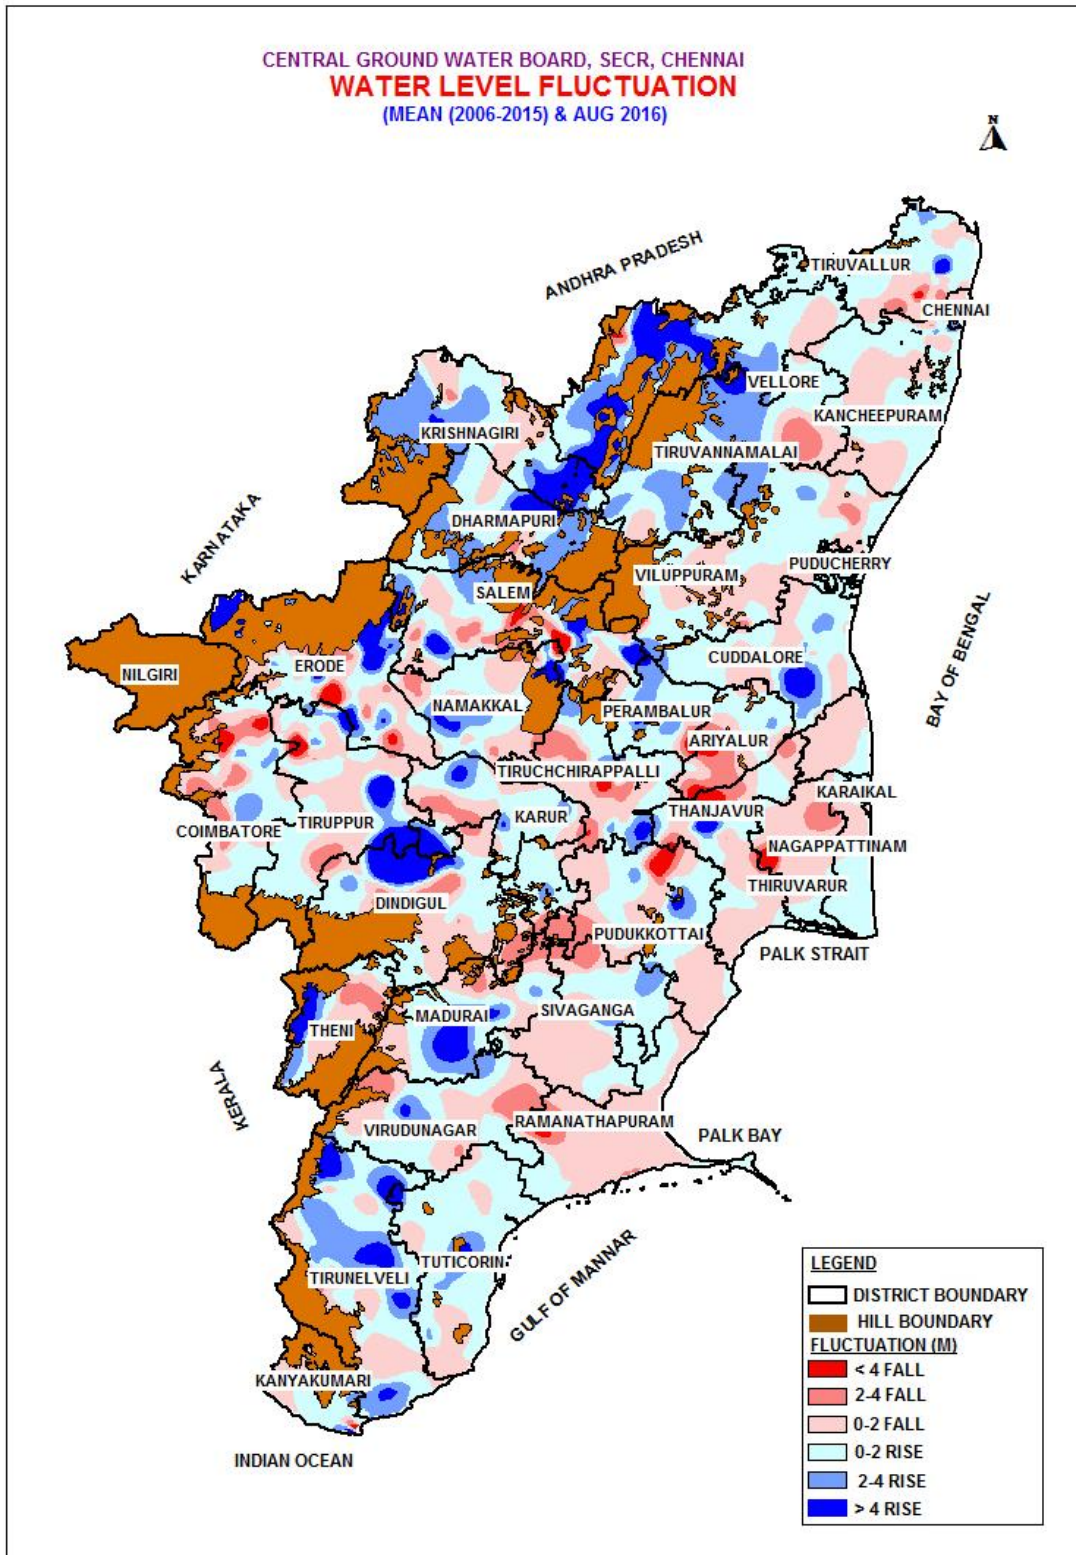 CENTRAL GROUND WATER BOARD, SECR, CHENNAI
WATER LEVEL FLUCTUATION
(MEAN (2006-2015) & AUG 2016)
N
ANDHRA PRADESH
TIRUVALLUR
CHENNAI
VELLORE
KANCHEEPURAM
KRISHNAGIRI
TIRUVANNAMALAI
KARNATAKA
DHARMAPURI
PUDUCHERRY
VILUPPURAM
SALEM
BAY OF BENGAL
CUDDALORE
ERODE
NILGIRI
NAMAKKAL
PERAMBALUR
ARIYALUR
TIRUCHCHIRAPPALLI
KARAIKAL
THANJAVUR
KARUR
TIRUPPUR
COIMBATORE
NAGAPPATTINAM
THIRUVARUR
DINDIGUL
PUDUKKOTTAI
PALK STRAIT
SIVAGANGA
MADURAI
THENI
KERALA
RAMANATHAPURAM
VIRUDUNAGAR
PALK BAY
TUTICORIN
TIRUNELVELI
GULF OF MANNAR
KANYAKUMARI
INDIAN OCEAN
LEGEND
DISTRICT BOUNDARY
HILL BOUNDARY
FLUCTUATION (M)
< 4 FALL
2-4 FALL
0-2 FALL
0-2 RISE
2-4 RISE
> 4 RISE